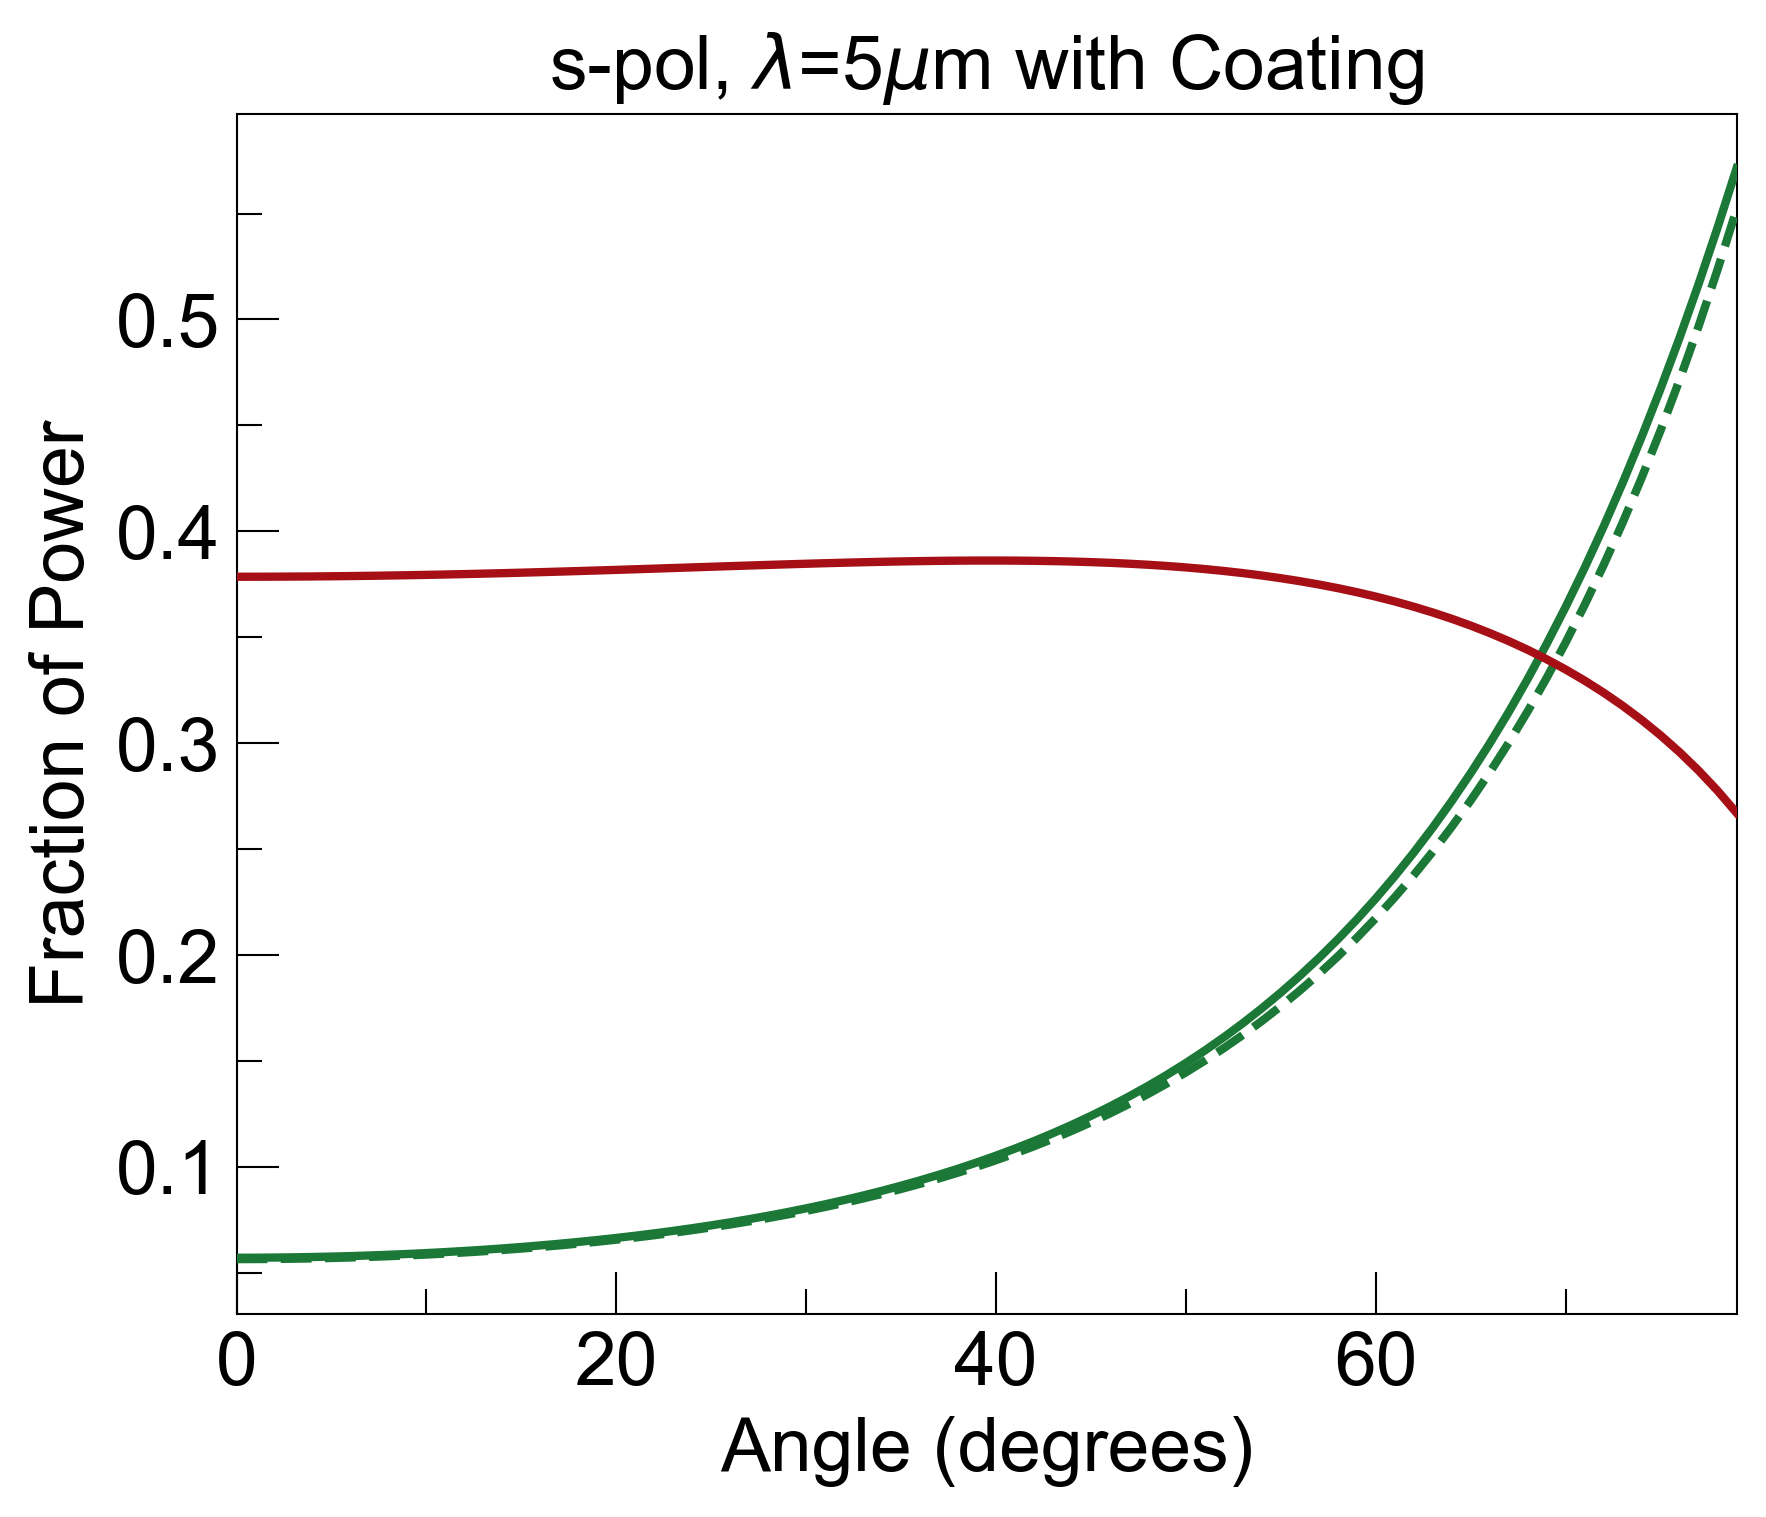 s-pol, λ=5μm with Coating
Fraction of Power
0.5
0.4
0.3
0.2
0.1
0 20 40 60
Angle (degrees)